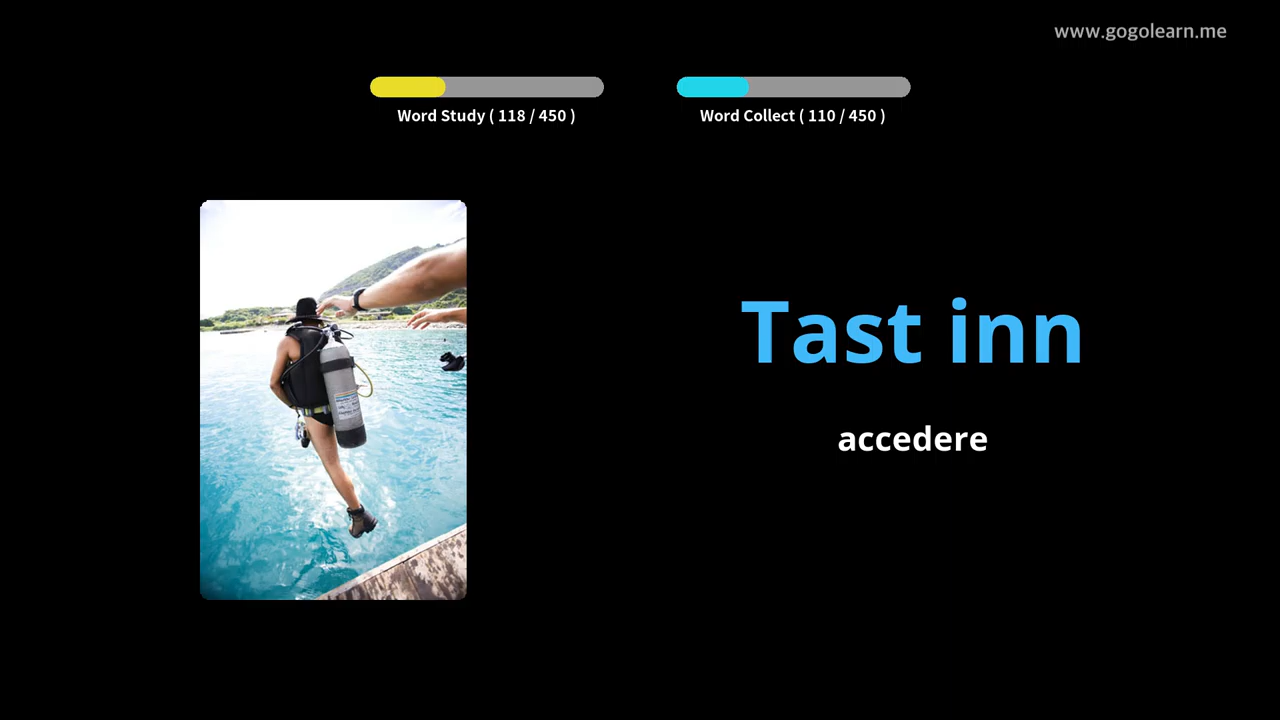 www.gogolearn.me
Word Study ( 118 / 450 )
Word Collect ( 110 / 450 )
Tast inn
accedere